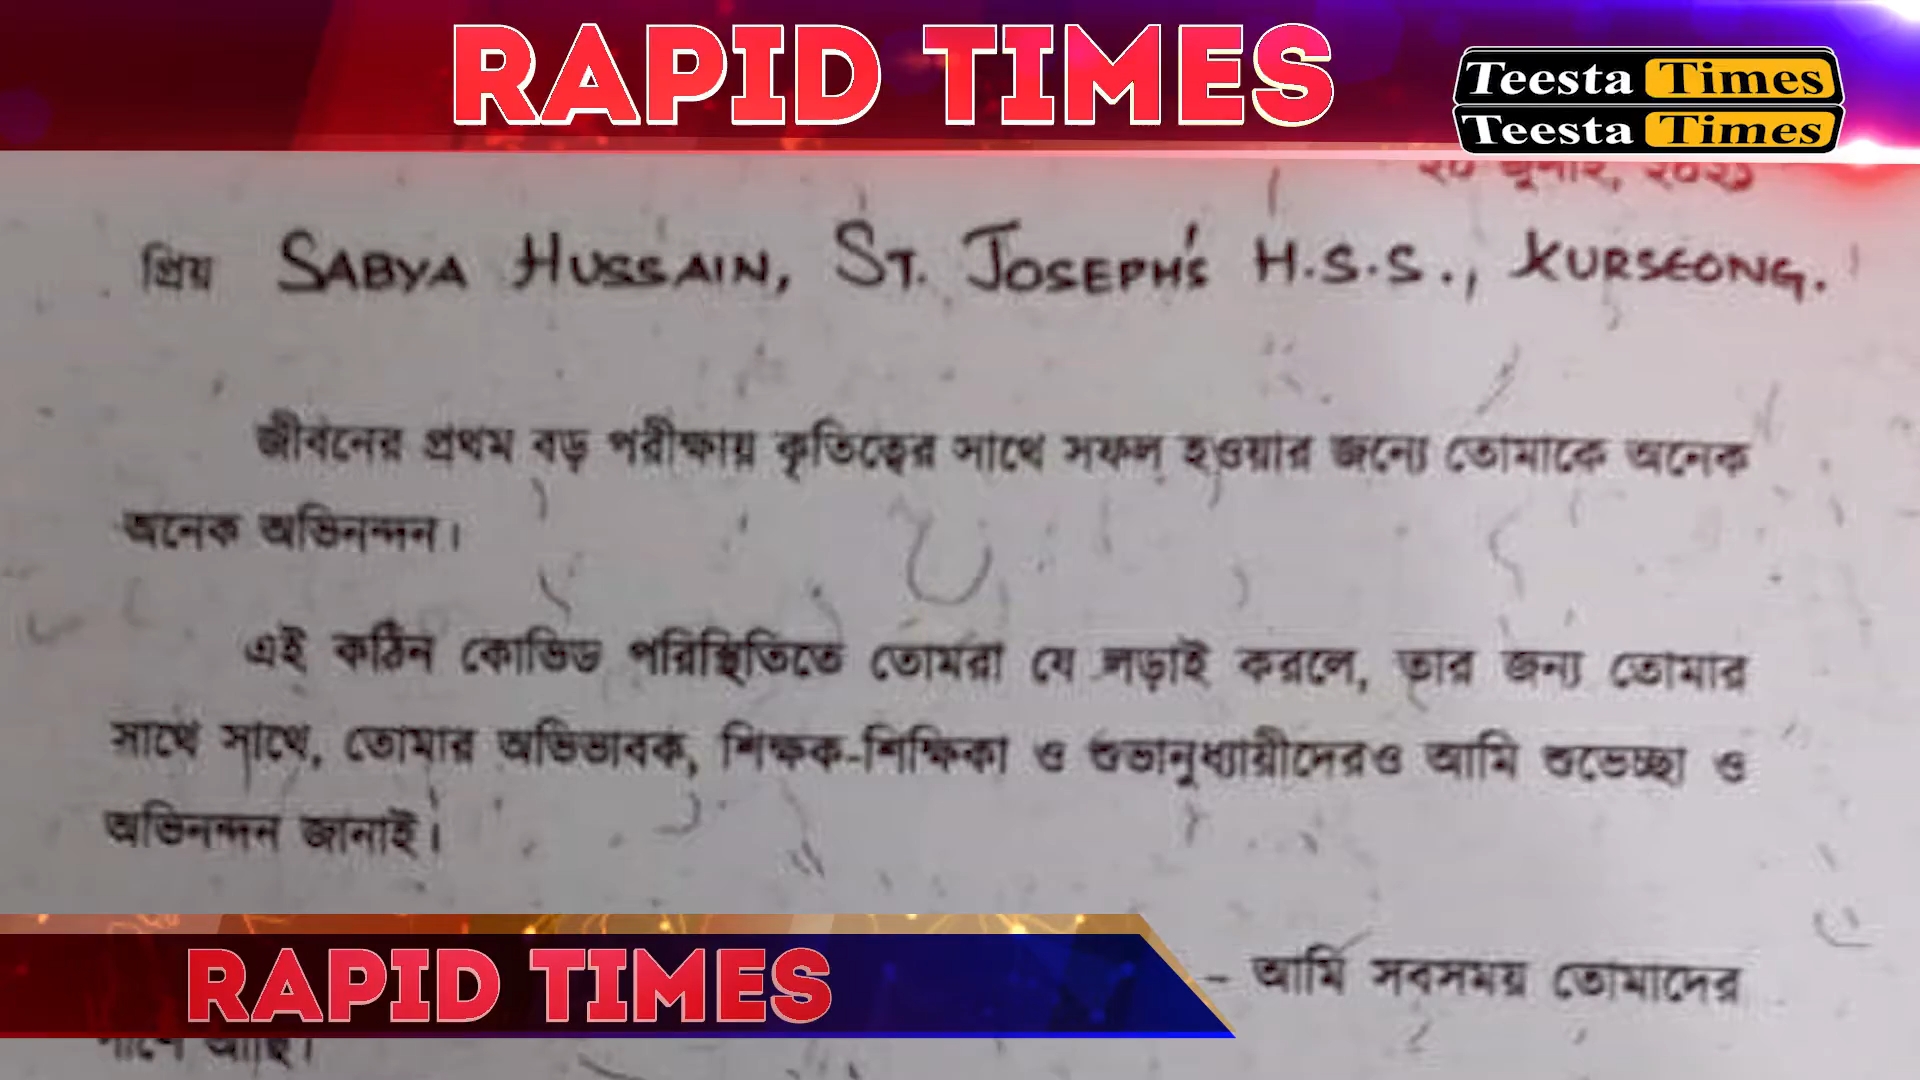 RAPID TIMES
Teesta Times
Teesta Times
২০২১
প্রিয় SABYA HUSSAIN, ST. JOSEPH'S H.S.S., KURSEONG.
জীবনের প্রথম বড় পরীক্ষায় কৃতিত্বের সাথে সফল হওয়ার জন্যে তোমাকে অনেক
অনেক অভিনন্দন।
এই কঠিন কোভিড পরিস্থিতিতে তোমরা যে লড়াই করলে, তার জন্য তোমার
সাথে সাথে, তোমার অভিভাবক, শিক্ষক-শিক্ষিকা ও শুভানুধ্যায়ীদেরও আমি শুভেচ্ছা ও
অভিনন্দন জানাই।
RAPID TIMES
– আমি সবসময় তোমাদের
পাশে আছি।